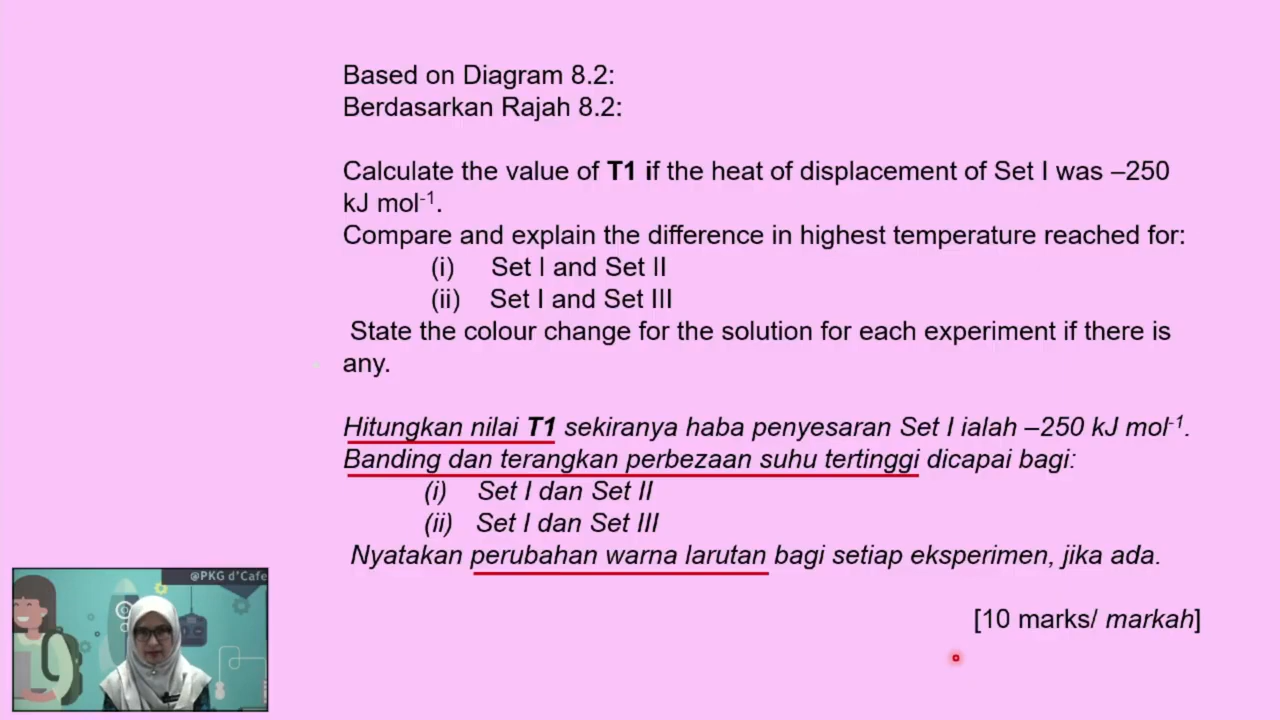 Based on Diagram 8.2:
Berdasarkan Rajah 8.2:
Calculate the value of T1 if the heat of displacement of Set I was –250
kJ mol-1.
Compare and explain the difference in highest temperature reached for:
(i) Set I and Set II
(ii) Set I and Set III
State the colour change for the solution for each experiment if there is
any.
Hitungkan nilai T1 sekiranya haba penyesaran Set I ialah –250 kJ mol-1.
Banding dan terangkan perbezaan suhu tertinggi dicapai bagi:
(i) Set I dan Set II
(ii) Set I dan Set III
Nyatakan perubahan warna larutan bagi setiap eksperimen, jika ada.
[10 marks/ markah]
@PKG d'Cafe